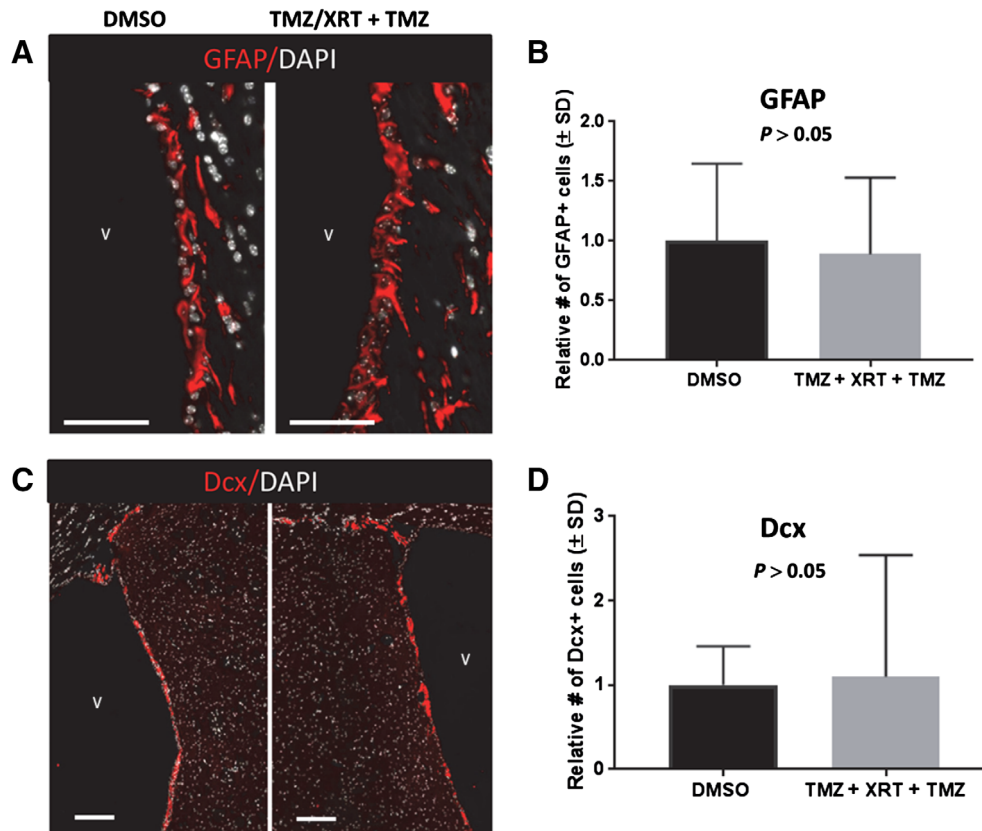 DMSO TMZ/XRT + TMZ
A
GFAP/DAPI
V V
B
GFAP
P > 0.05
Relative # of GFAP+ cells (± SD)
2.0
1.5
1.0
0.5
0.0
DMSO TMZ + XRT + TMZ
C
Dcx/DAPI
V V
D
Dcx
P > 0.05
Relative # of Dcx+ cells (± SD)
3
2
1
0
DMSO TMZ + XRT + TMZ